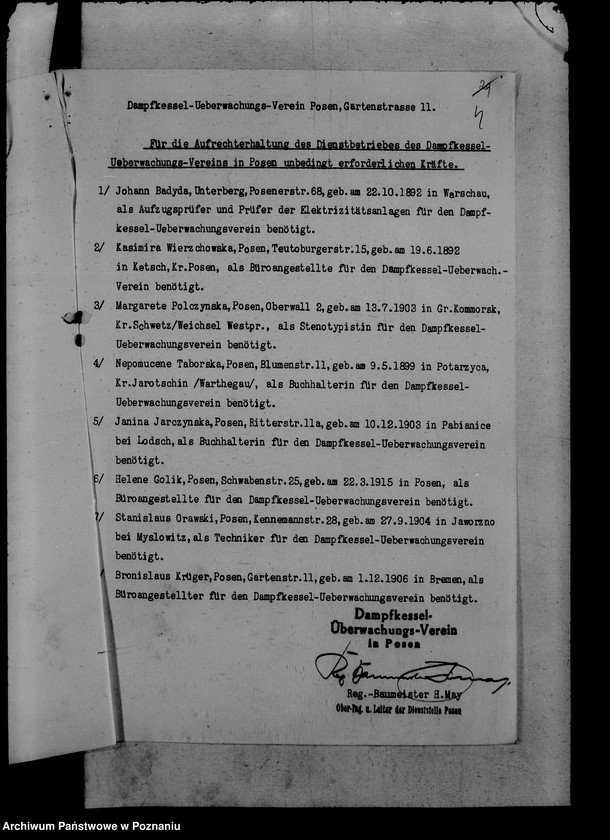 Dampfkessel-Ueberwachungs-Verein Posen, Gartenstrasse 11.
Für die Aufrechterhaltung des Dienstbetriebes des Dampfkessel-
Ueberwachungs-Vereins in Posen unbedingt erforderlichen Kräfte.
1/ Johann Badyda, Unterberg, Posenerstr.68, geb.am 22.10.1892 in Warschau,
als Aufzugsprüfer und Prüfer der Elektrizitätsanlagen für den Dampf-
kessel-Ueberwachungsverein benötigt.
2/ Kasimira Wierzchowska, Posen, Teutoburgerstr.15, geb.am 19.6.1892
in Ketsch, Kr.Posen, als Büroangestellte für den Dampfkessel-Ueberwach.-
Verein benötigt.
3/ Margarete Polczynska, Posen, Oberwall 2, geb.am 13.7.1903 in Gr.Kommorsk,
Kr.Schwetz/Weichsel Westpr., als Stenotypistin für den Dampfkessel-
Ueberwachungsverein benötigt.
4/ Nepomucene Taborska, Posen, Blumenstr.11, geb.am 9.5.1899 in Potarzyca,
Kr.Jarotschin /Warthegau/, als Buchhalterin für den Dampfkessel-
Ueberwachungsverein benötigt.
5/ Janina Jarczynska, Posen, Ritterstr.11a, geb.am 10.12.1903 in Pabianice
bei Lodsch, als Buchhalterin für den Dampfkessel-Ueberwachungsverein
benötigt.
6/ Helene Golik, Posen, Schwabenstr.25, geb.am 22.3.1915 in Posen, als
Büroangestellte für den Dampfkessel-Ueberwachungsverein benötigt.
7/ Stanislaus Orawski, Posen, Kennemannstr.28, geb.am 27.9.1904 in Jaworzno
bei Myslowitz, als Techniker für den Dampfkessel-Ueberwachungsverein
benötigt.
Bronislaus Krüger, Posen, Gartenstr.11, geb.am 1.12.1906 in Bremen, als
Büroangestellter für den Dampfkessel-Ueberwachungsverein benötigt.
Dampfkessel-
Überwachungs-Verein
in Posen
Reg.-Baumeister H.May
Ober-Ing. u. Leiter der Dienststelle Posen
Archiwum Państwowe w Poznaniu